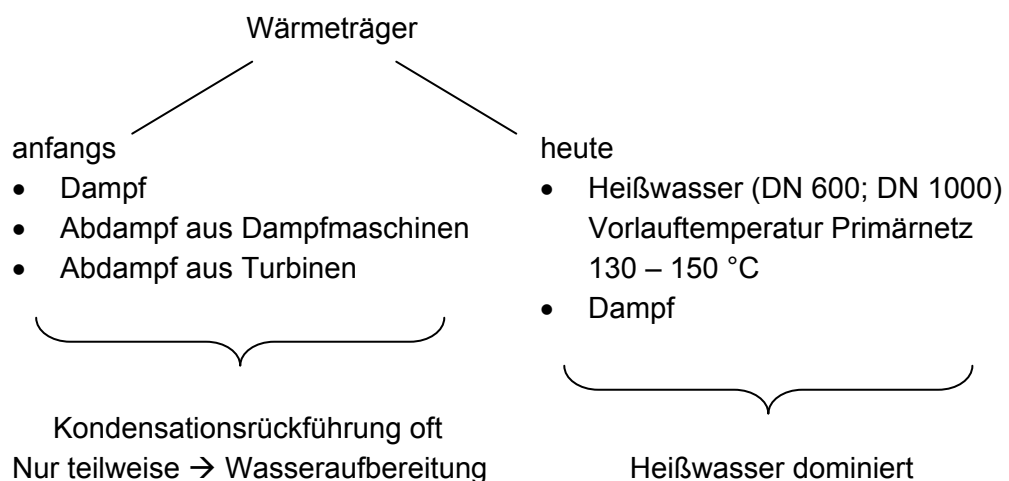 Wärmeträger
anfangs
• Dampf
• Abdampf aus Dampfmaschinen
• Abdampf aus Turbinen
Kondensationsrückführung oft
Nur teilweise → Wasseraufbereitung
heute
• Heißwasser (DN 600; DN 1000)
Vorlauftemperatur Primärnetz
130 – 150 °C
• Dampf
Heißwasser dominiert